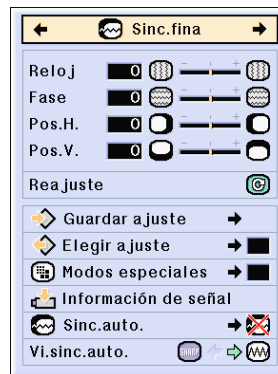 Sinc.fina
Reloj 0
Fase 0
Pos.H. 0
Pos.V. 0
Reajuste
Guardar ajuste
Elegir ajuste
Modos especiales
Información de señal
Sinc.auto.
Vi.sinc.auto. SHARP